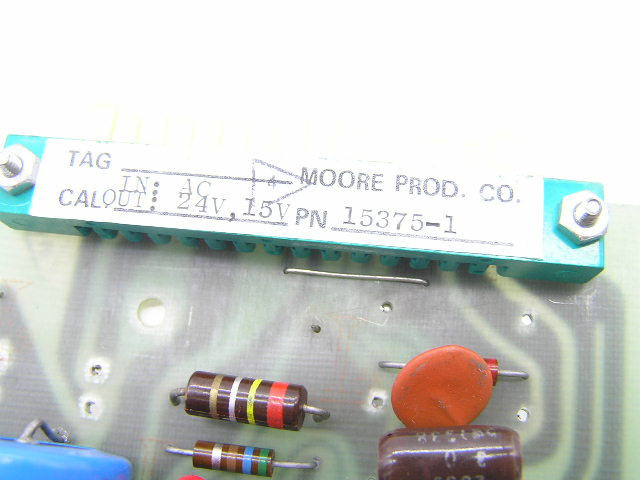 TAG
IN: AC
MOORE PROD. CO.
CAL
OUT: 24V, 15V
PN 15375-1